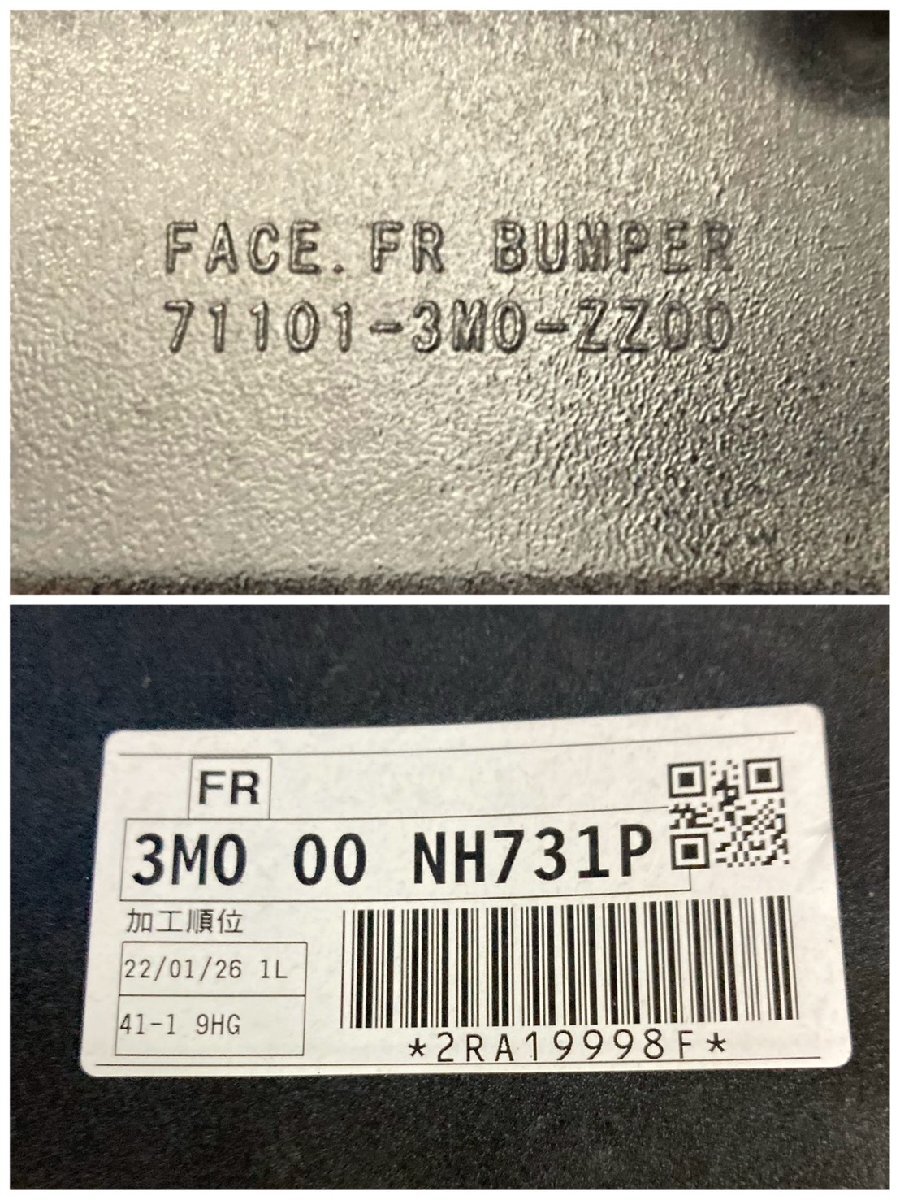 FACE. FR BUMPER
71101-3M0-ZZ00
FR
3M0 00 NH731P
加工順位
22/01/26 1L
41-1 9HG
*2RA19998F*